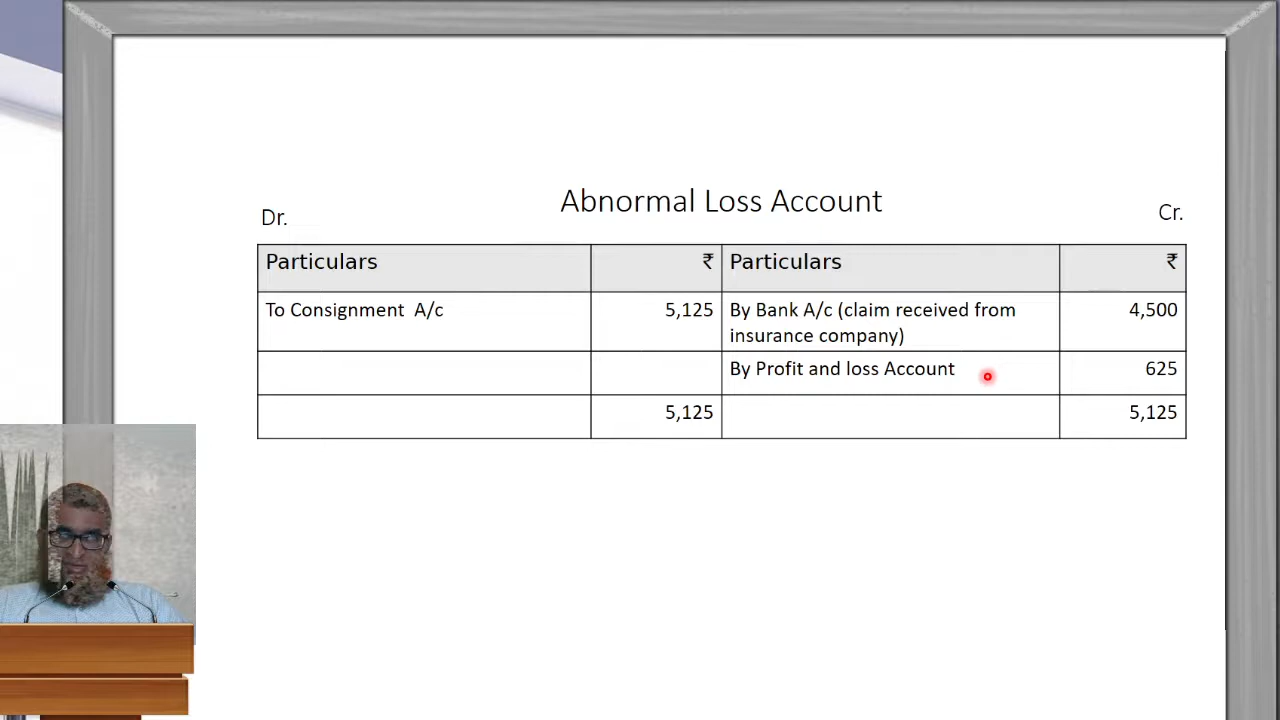 Abnormal Loss Account
Dr.
Cr.
Particulars ₹ Particulars ₹
To Consignment A/c 5,125 By Bank A/c (claim received from 4,500
insurance company)
By Profit and loss Account 625
5,125 5,125